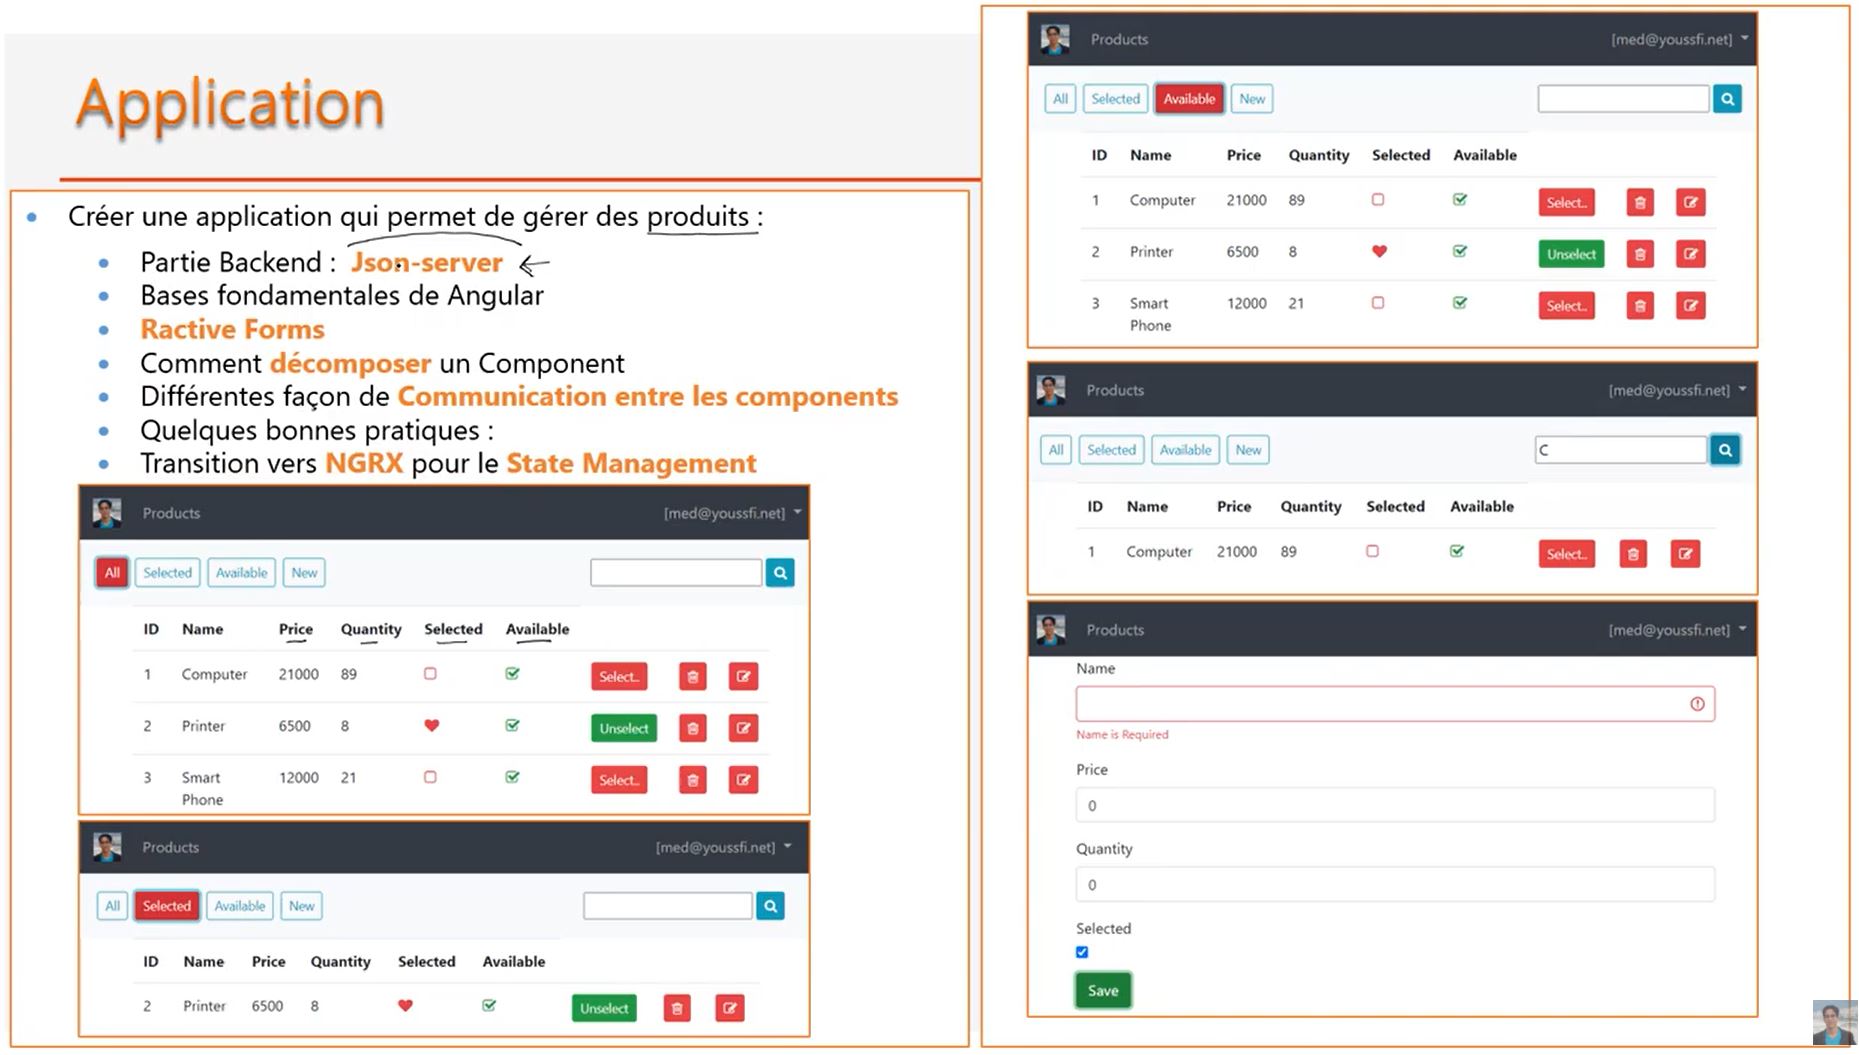 Application
Créer une application qui permet de gérer des produits :
Partie Backend : Json-server
Bases fondamentales de Angular
Ractive Forms
Comment décomposer un Component
Différentes façon de Communication entre les components
Quelques bonnes pratiques :
Transition vers NGRX pour le State Management
Products [med@youssfi.net]
All Selected Available New
ID Name Price Quantity Selected Available
1 Computer 21000 89 Select..
2 Printer 6500 8 Unselect
3 Smart Phone 12000 21 Select..
Products [med@youssfi.net]
All Selected Available New
ID Name Price Quantity Selected Available
2 Printer 6500 8 Unselect
Products [med@youssfi.net]
All Selected Available New
ID Name Price Quantity Selected Available
1 Computer 21000 89 Select..
2 Printer 6500 8 Unselect
3 Smart Phone 12000 21 Select..
Products [med@youssfi.net]
All Selected Available New C
ID Name Price Quantity Selected Available
1 Computer 21000 89 Select..
Products [med@youssfi.net]
Name
Name is Required
Price
0
Quantity
0
Selected
Save